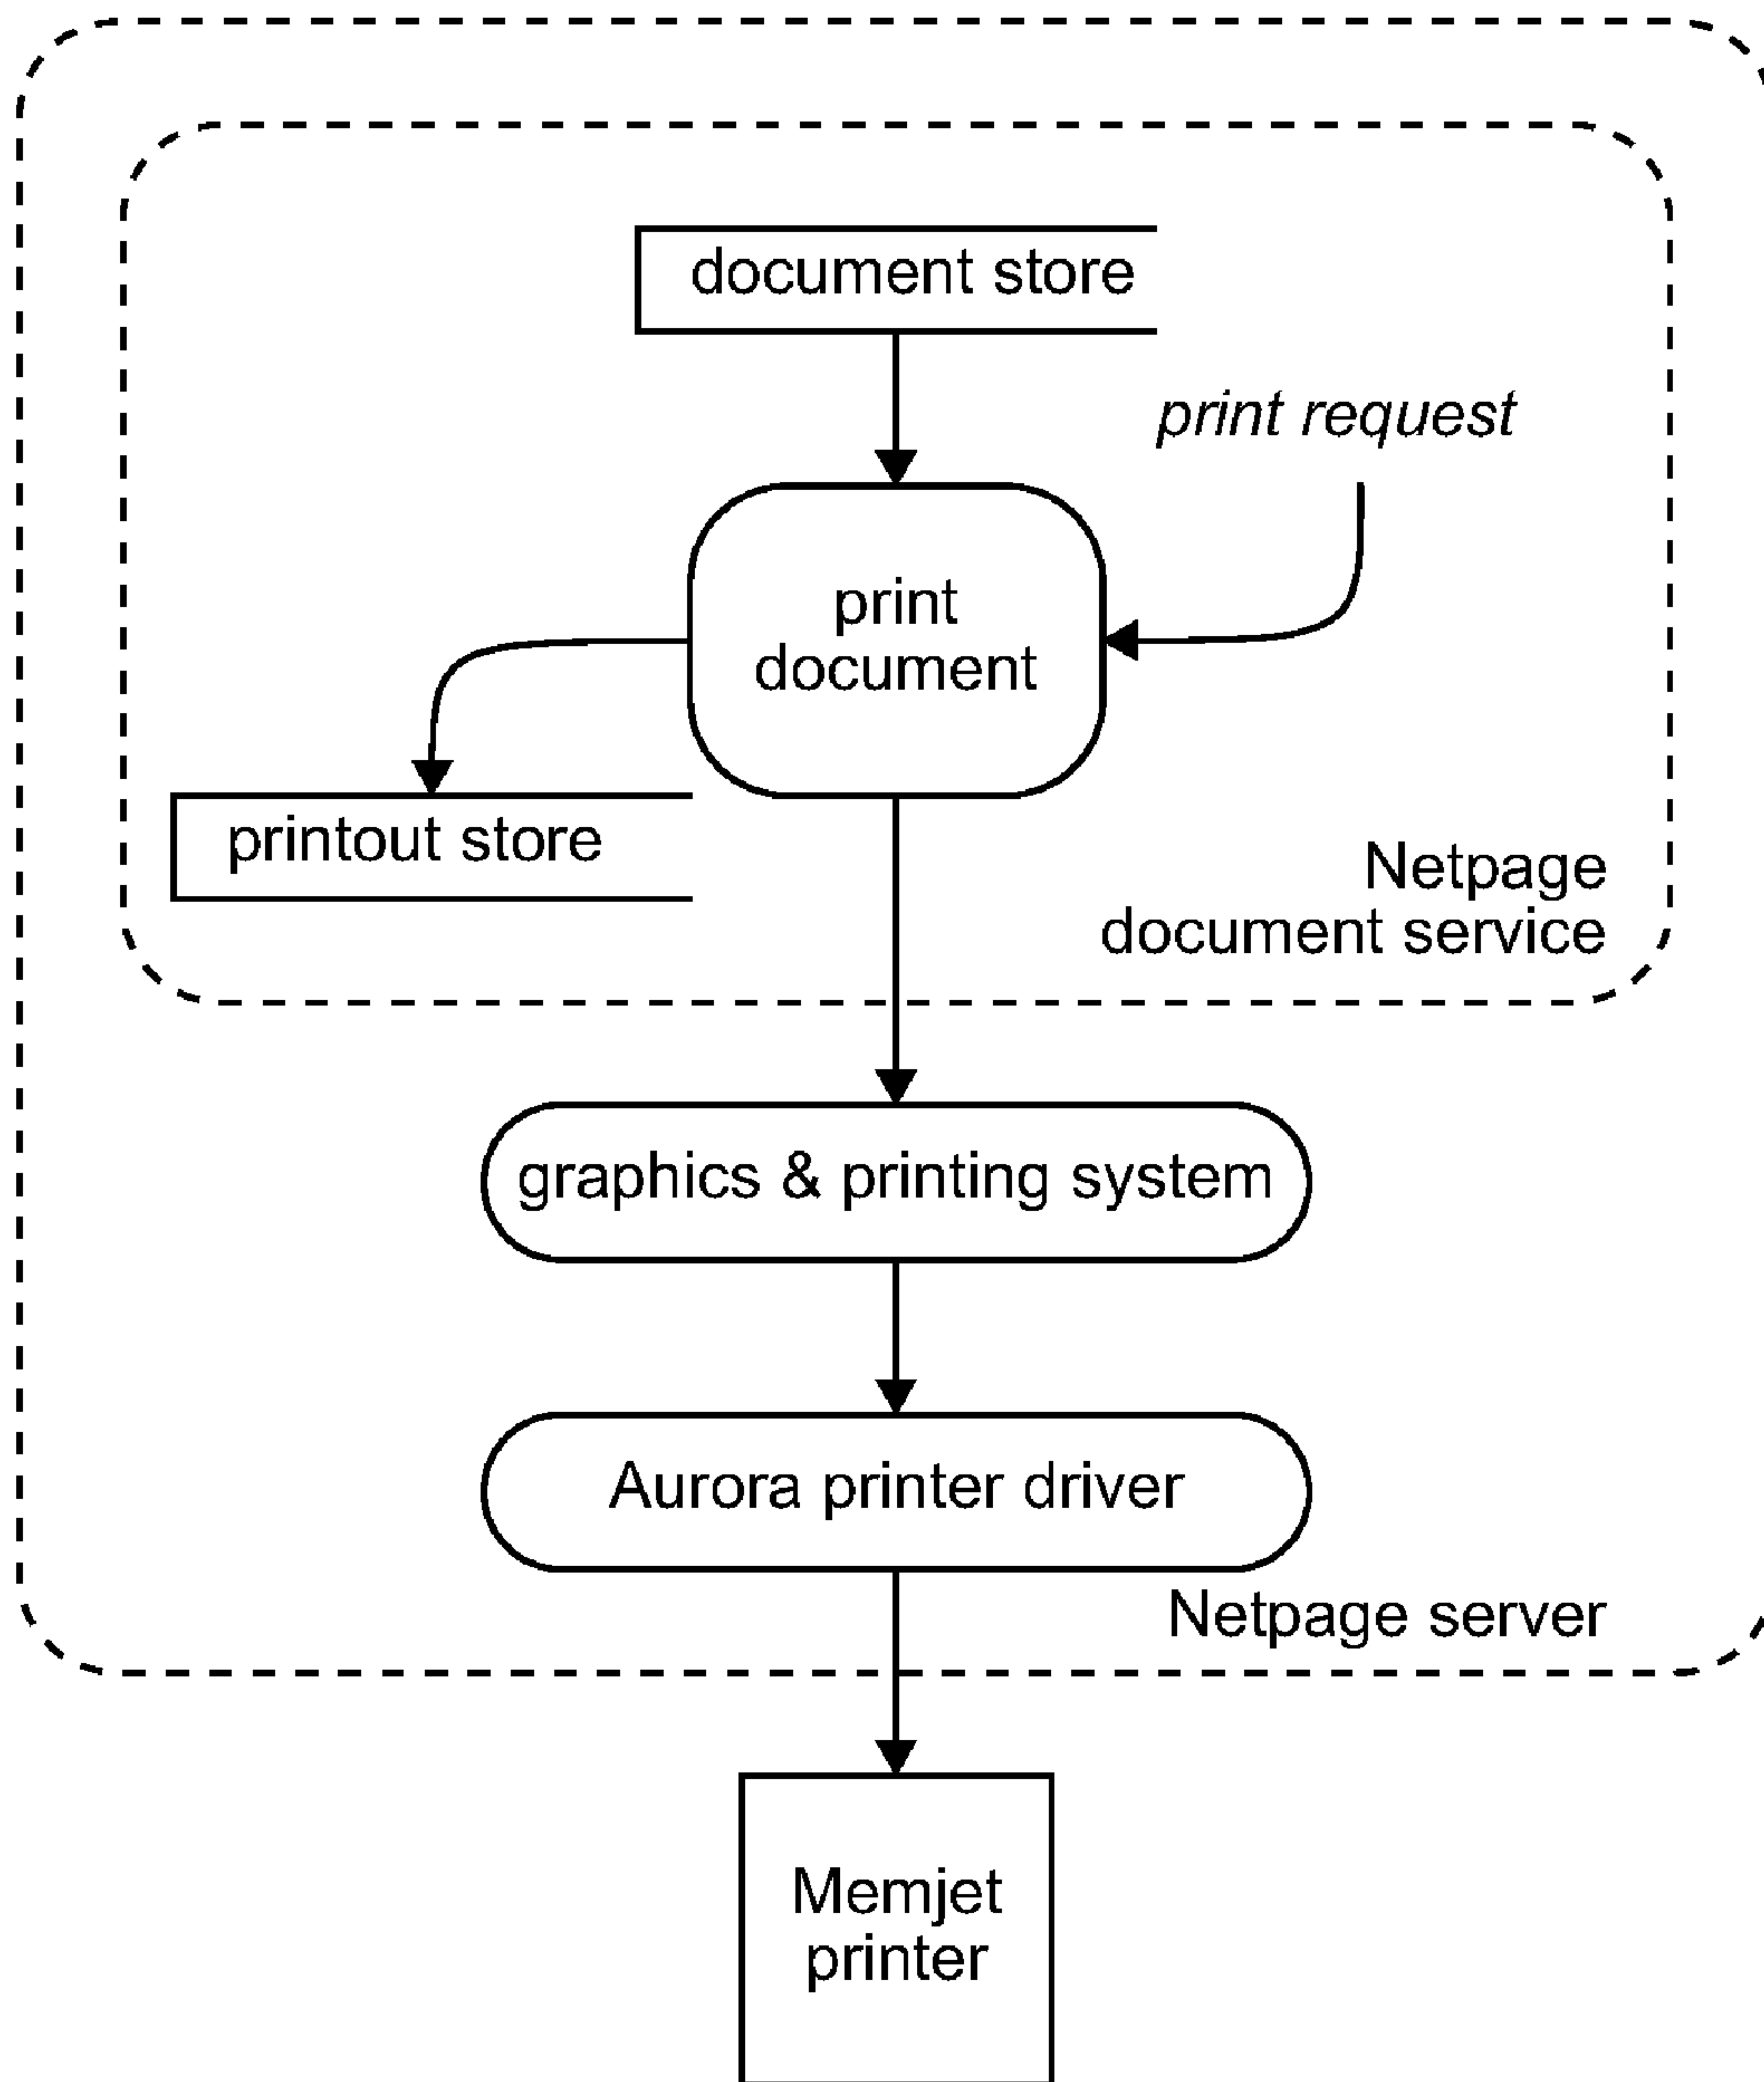 document store
print request
print
document
printout store
Netpage
document service
graphics & printing system
Aurora printer driver
Netpage server
Memjet
printer